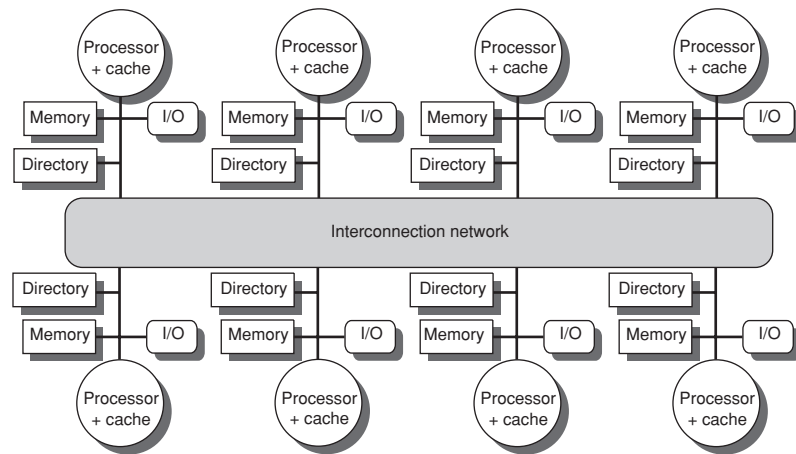 Processor
+ cache
Processor
+ cache
Processor
+ cache
Processor
+ cache
Memory
I/O
Memory
I/O
Memory
I/O
Memory
I/O
Directory
Directory
Directory
Directory
Interconnection network
Directory
Directory
Directory
Directory
Memory
I/O
Memory
I/O
Memory
I/O
Memory
I/O
Processor
+ cache
Processor
+ cache
Processor
+ cache
Processor
+ cache